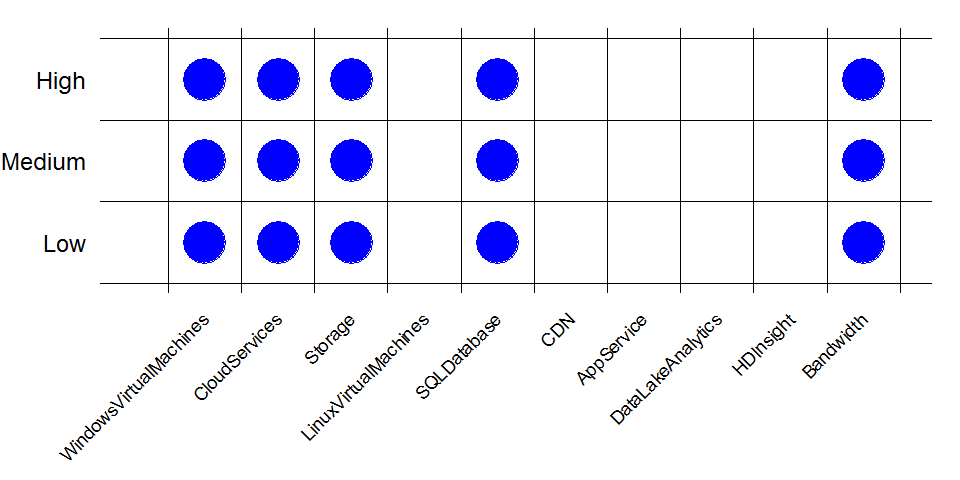 High
Medium
Low
WindowsVirtualMachines
CloudServices
Storage
LinuxVirtualMachines
SQLDatabase
CDN
AppService
DataLakeAnalytics
HDInsight
Bandwidth